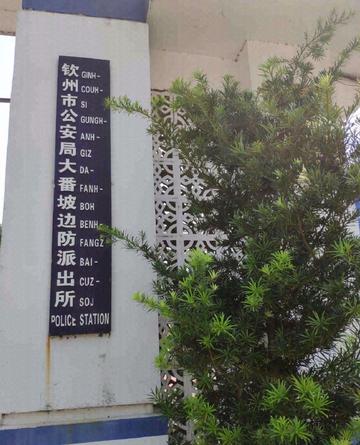 钦州市公安局大番坡边防派出所
GINH-
COUH-
SI
GUNGH-
ANH-
GIZ
DA-
FANH-
BOH
BENH-
FANGZ
BAI-
CUZ-
SOJ
POLICE STATION